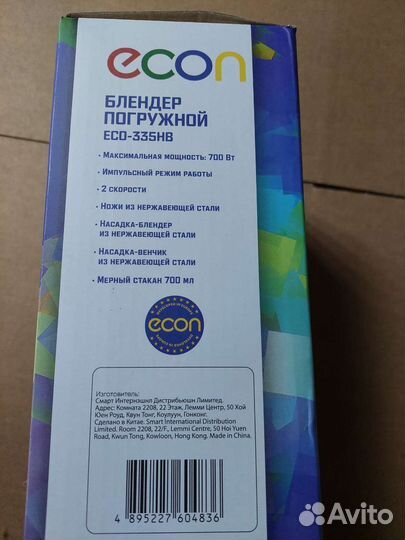 econ
БЛЕНДЕР
ПОГРУЖНОЙ
ECO-335HB
• Максимальная мощность: 700 Вт
• Импульсный режим работы
• 2 скорости
• Ножи из нержавеющей стали
• Насадка-блендер
из нержавеющей стали
• Насадка-венчик
из нержавеющей стали
• Мерный стакан 700 мл
econ
Изготовитель:
Смарт Интернэшнл Дистрибьюшн Лимитед.
Адрес: Комната 2208, 22 Этаж, Лемми Центр, 50 Хой
Юен Роуд, Квун Тонг, Коулуун, Гонконг.
Сделано в Китае. Smart International Distribution
Limited. Room 2208, 22/F., Lemmi Centre, 50 Hoi Yuen
Road, Kwun Tong, Kowloon, Hong Kong. Made in China.
4 895227 604836
Avito